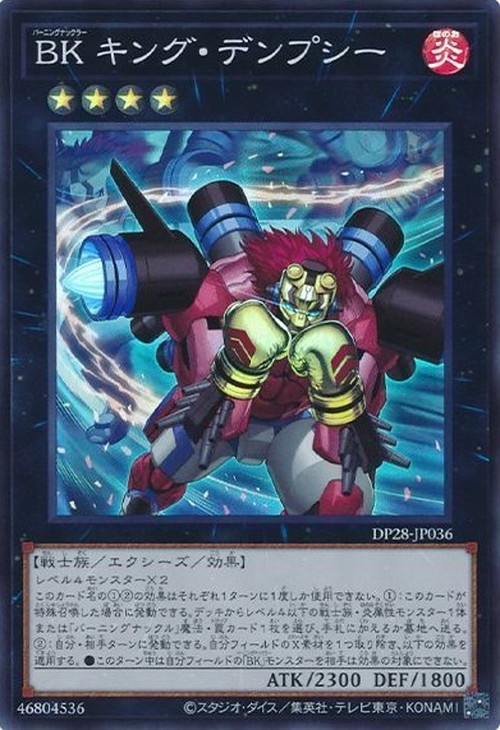 バーニングナックラー
BK キング・デンプシー
ほのお
炎
DP28-JP036
【戦士族／エクシーズ／効果】
レベル4モンスター×2
このカード名の①②の効果はそれぞれ1ターンに1度しか使用できない。①：このカードが
特殊召喚した場合に発動できる。デッキからレベル4以下の戦士族・炎属性モンスター1体
または「バーニングナックル」魔法・罠カード1枚を選び、手札に加えるか墓地へ送る。
②：自分・相手ターンに発動できる。自分フィールドのX素材を1つ取り除き、以下の効果を
適用する。●このターン中は自分フィールドの「BK」モンスターを相手は効果の対象にできない。
ATK/2300 DEF/1800
46804536
©スタジオ・ダイス／集英社・テレビ東京・KONAMI